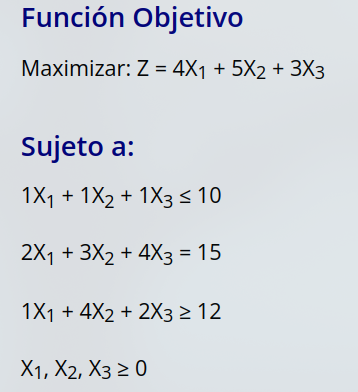 Función Objetivo
Maximizar: Z = 4X₁ + 5X₂ + 3X₃
Sujeto a:
1X₁ + 1X₂ + 1X₃ ≤ 10
2X₁ + 3X₂ + 4X₃ = 15
1X₁ + 4X₂ + 2X₃ ≥ 12
X₁, X₂, X₃ ≥ 0